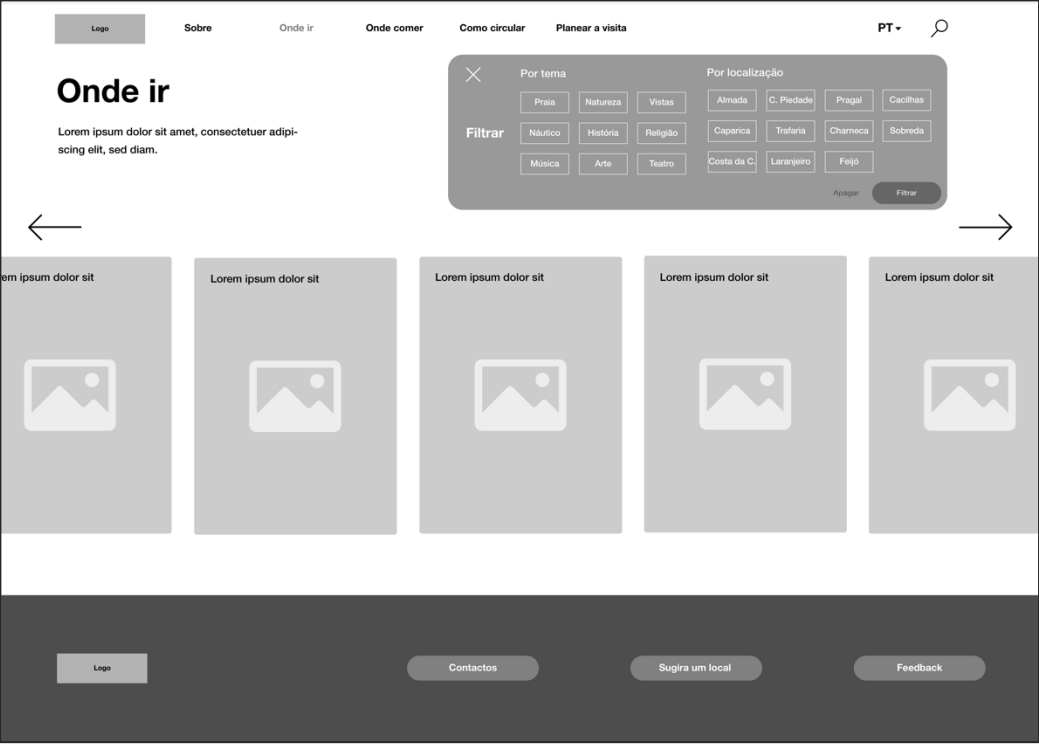 Logo
Sobre
Onde ir
Onde comer
Como circular
Planear a visita
PT
Onde ir
Lorem ipsum dolor sit amet, consectetuer adipi-
scing elit, sed diam.
Filtrar
Por tema
Praia
Natureza
Vistas
Náutico
História
Religião
Música
Arte
Teatro
Por localização
Almada
C. Piedade
Pragal
Cacilhas
Caparica
Trafaria
Charneca
Sobreda
Costa da C.
Laranjeiro
Feijó
Apagar
Filtrar
em ipsum dolor sit
Lorem ipsum dolor sit
Lorem ipsum dolor sit
Lorem ipsum dolor sit
Lorem ipsum dolor sit
Logo
Contactos
Sugira um local
Feedback